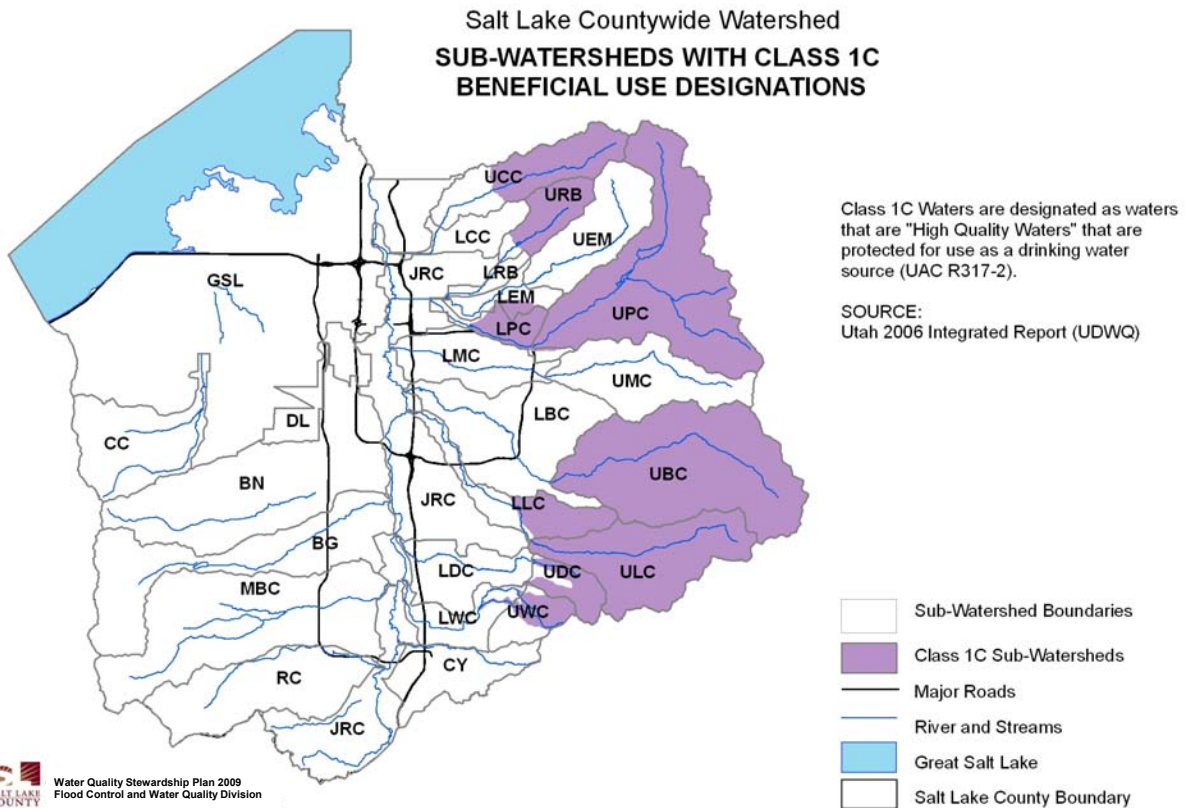 Salt Lake Countywide Watershed
SUB-WATERSHEDS WITH CLASS 1C
BENEFICIAL USE DESIGNATIONS
UCC
URB
LCC
UEM
JRC
LRB
GSL
LEM
UPC
LPC
LMC
UMC
LBC
DL
CC
UBC
BN
JRC
LLC
BG
LDC
UDC
ULC
MBC
LWC
UWC
CY
RC
JRC
Class 1C Waters are designated as waters
that are "High Quality Waters" that are
protected for use as a drinking water
source (UAC R317-2).
SOURCE:
Utah 2006 Integrated Report (UDWQ)
Sub-Watershed Boundaries
Class 1C Sub-Watersheds
Major Roads
River and Streams
Great Salt Lake
Salt Lake County Boundary
Water Quality Stewardship Plan 2009
Flood Control and Water Quality Division